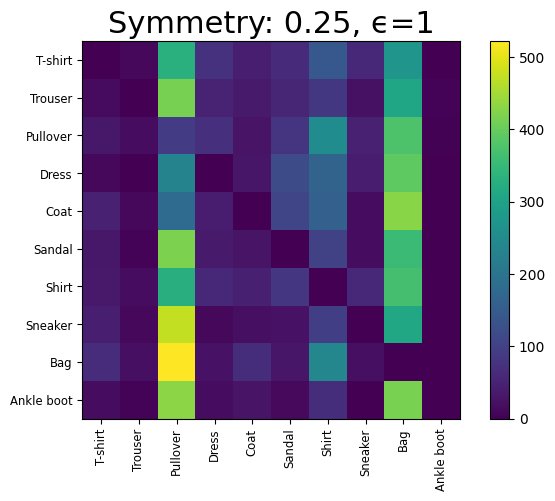 Symmetry: 0.25, ϵ=1
T-shirt
Trouser
Pullover
Dress
Coat
Sandal
Shirt
Sneaker
Bag
Ankle boot
T-shirt
Trouser
Pullover
Dress
Coat
Sandal
Shirt
Sneaker
Bag
Ankle boot
500
400
300
200
100
0